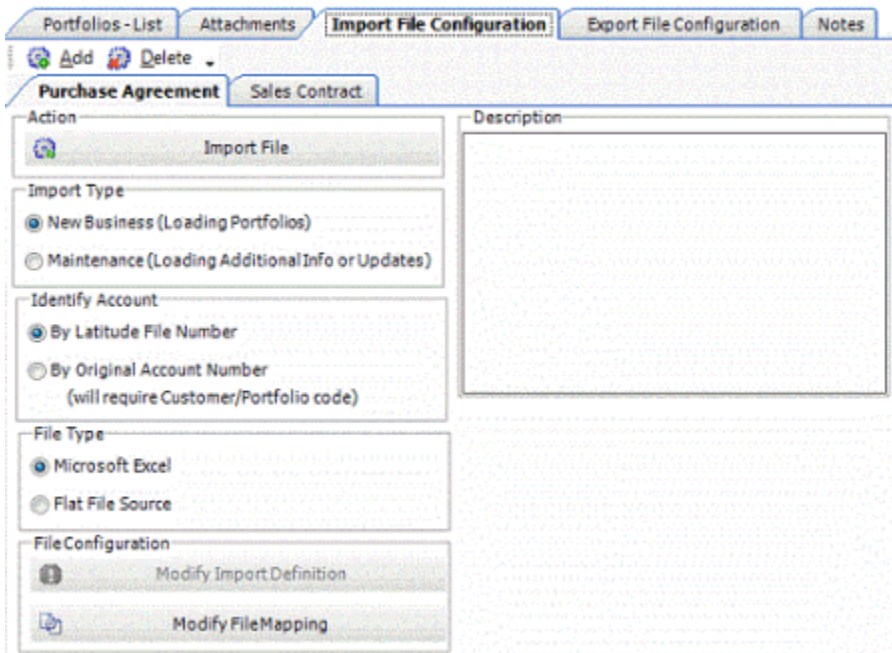 Portfolios - List Attachments Import File Configuration Export File Configuration Notes
Add Delete
Purchase Agreement Sales Contract
Action
Import File
Import Type
New Business (Loading Portfolios)
Maintenance (Loading Additional Info or Updates)
Identify Account
By Latitude File Number
By Original Account Number
(will require Customer/Portfolio code)
File Type
Microsoft Excel
Flat File Source
File Configuration
Modify Import Definition
Modify File Mapping
Description